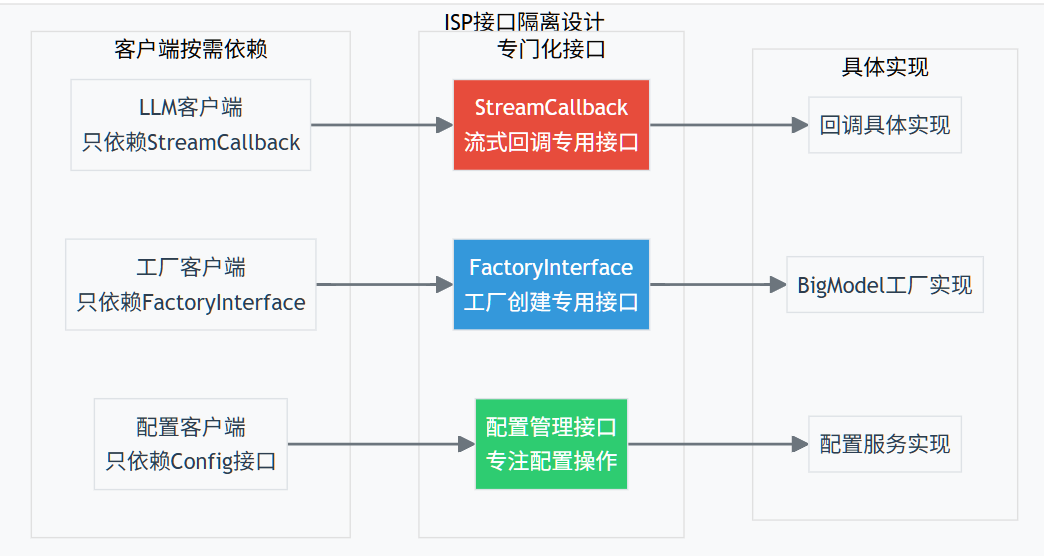 ISP接口隔离设计
客户端按需依赖
专门化接口
具体实现
LLM客户端
只依赖StreamCallback
StreamCallback
流式回调专用接口
回调具体实现
工厂客户端
只依赖FactoryInterface
FactoryInterface
工厂创建专用接口
BigModel工厂实现
配置客户端
只依赖Config接口
配置管理接口
专注配置操作
配置服务实现